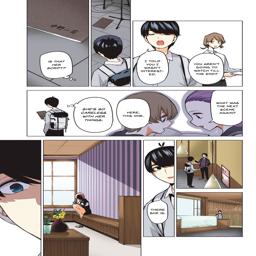 IS THAT
HER
SCRIPT?
I TOLD
YOU I
WASN'T
INTEREST-
ED.
YOU AREN'T
GOING TO
WATCH TILL
THE END?
SHE'S SO
CARELESS
WITH HER
THINGS.
HERE,
THIS ONE.
WHAT WAS
THE NEXT
SCENE
AGAIN?
THERE
SHE IS.